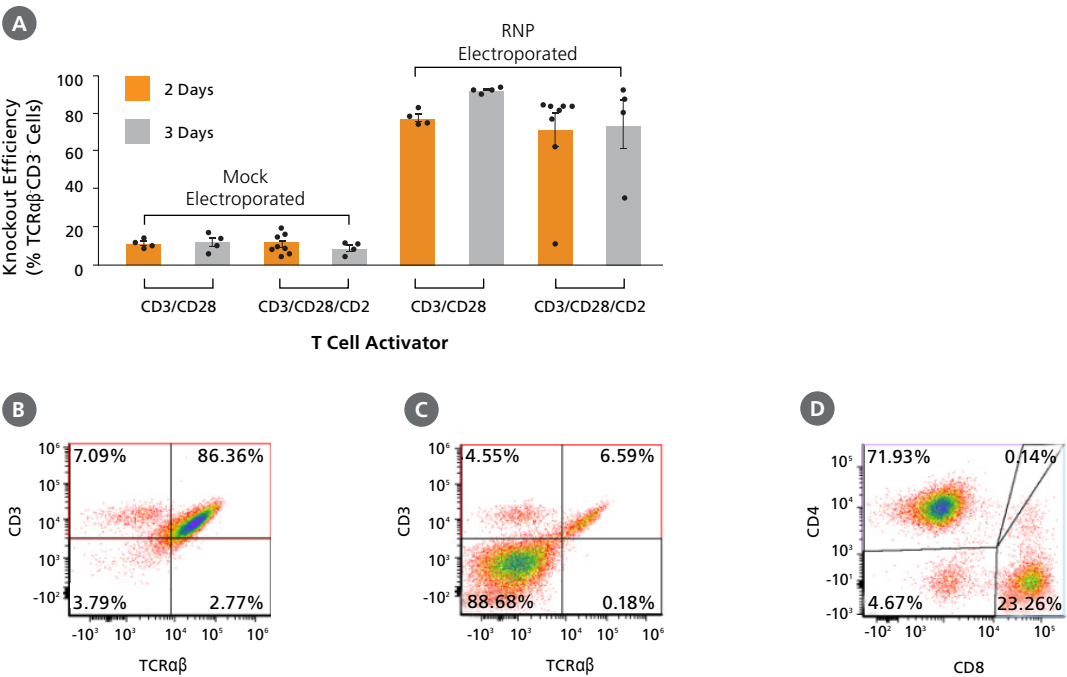 A
RNP
Electroporated
100
80
60
40
20
0
Knockout Efficiency
(% TCRαβ⁻CD3⁻ Cells)
2 Days
3 Days
Mock
Electroporated
CD3/CD28
CD3/CD28/CD2
CD3/CD28
CD3/CD28/CD2
T Cell Activator
B
CD3
10⁶
10⁵
10⁴
10³
-10²
7.09%
86.36%
3.79%
2.77%
-10³
10³
10⁴
10⁵
10⁶
TCRαβ
C
CD3
10⁶
10⁵
10⁴
10³
-10²
4.55%
6.59%
88.68%
0.18%
-10³
10³
10⁴
10⁵
10⁶
TCRαβ
D
CD4
10⁵
10⁴
10³
-10¹
-10³
71.93%
0.14%
4.67%
23.26%
-10²
10³
10⁴
10⁵
CD8